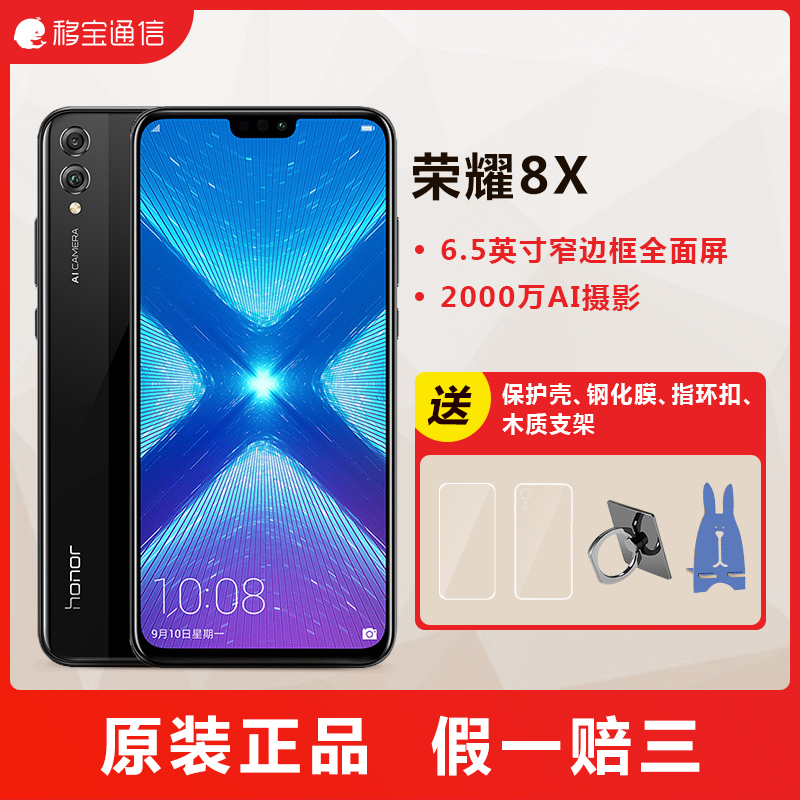 移宝通信
荣耀8X
• 6.5英寸窄边框全面屏
• 2000万AI摄影
AI CAMERA
honor
10:08
9月10日星期一
送
保护壳、钢化膜、指环扣、
木质支架
原装正品 假一赔三